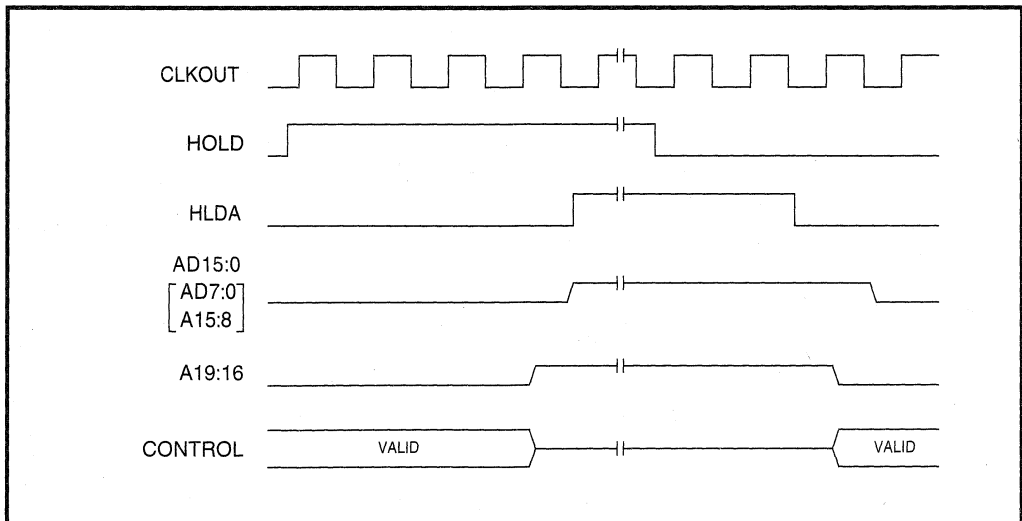 CLKOUT
HOLD
HLDA
AD15:0
AD7:0
A15:8
A19:16
CONTROL
VALID
VALID